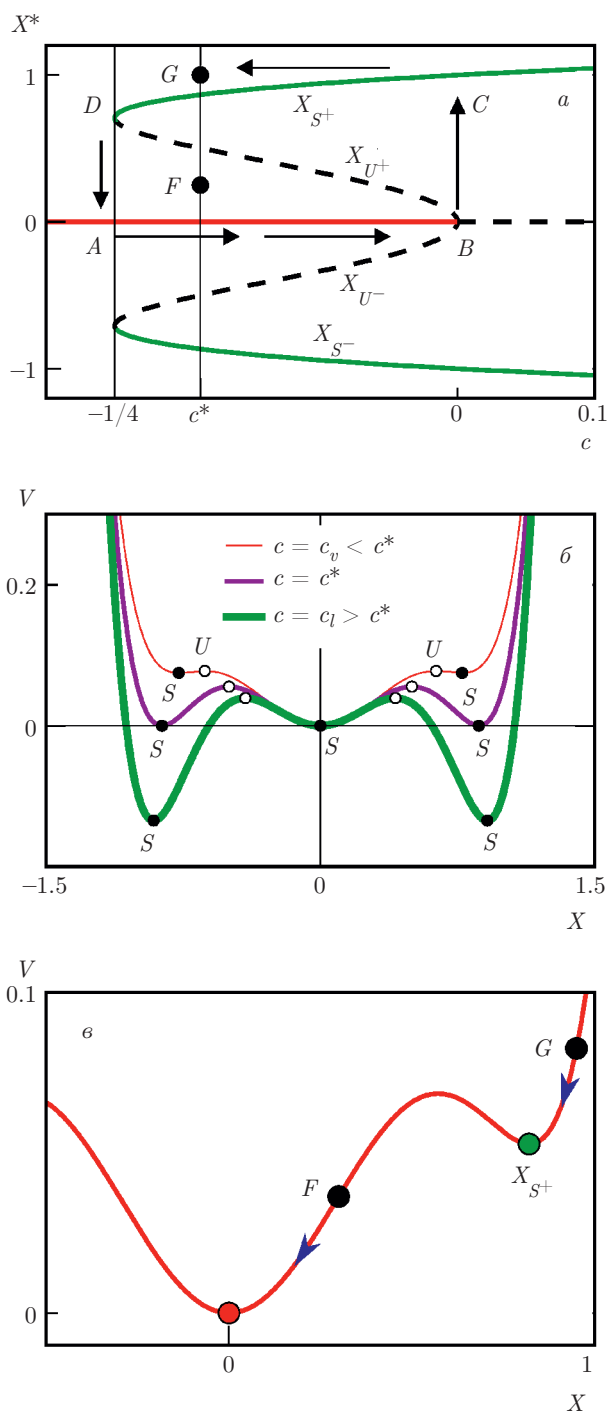 X*
1
G
D
C
a
X_{S^+}
X_{U^+}
F
0
A
B
X_{U^-}
X_{S^-}
−1
−1/4
c*
0
0.1
c
V
c = c_v < c*
б
c = c*
0.2
c = c_l > c*
U
U
S
S
0
S
S
S
S
S
−1.5
0
1.5
X
V
0.1
в
G
F
X_{S^+}
0
0
1
X